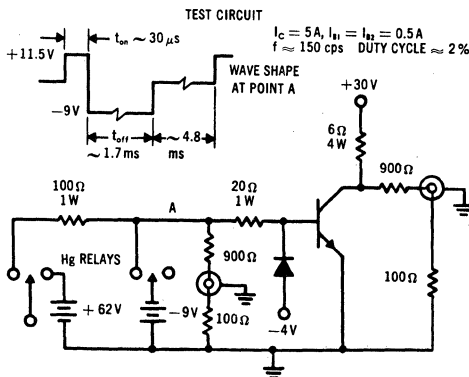 TEST CIRCUIT
I_C = 5A, I_B1 = I_B2 = 0.5A
f ≈ 150 cps DUTY CYCLE ≈ 2%
t_on ~ 30 µs
+11.5V
WAVE SHAPE
AT POINT A
−9V
t_off
~ 1.7 ms
~ 4.8
ms
+30V
6Ω
4W
900Ω
100Ω
1W
A
20Ω
1W
900Ω
100Ω
Hg RELAYS
+ 62V
−9V
100Ω
−4V